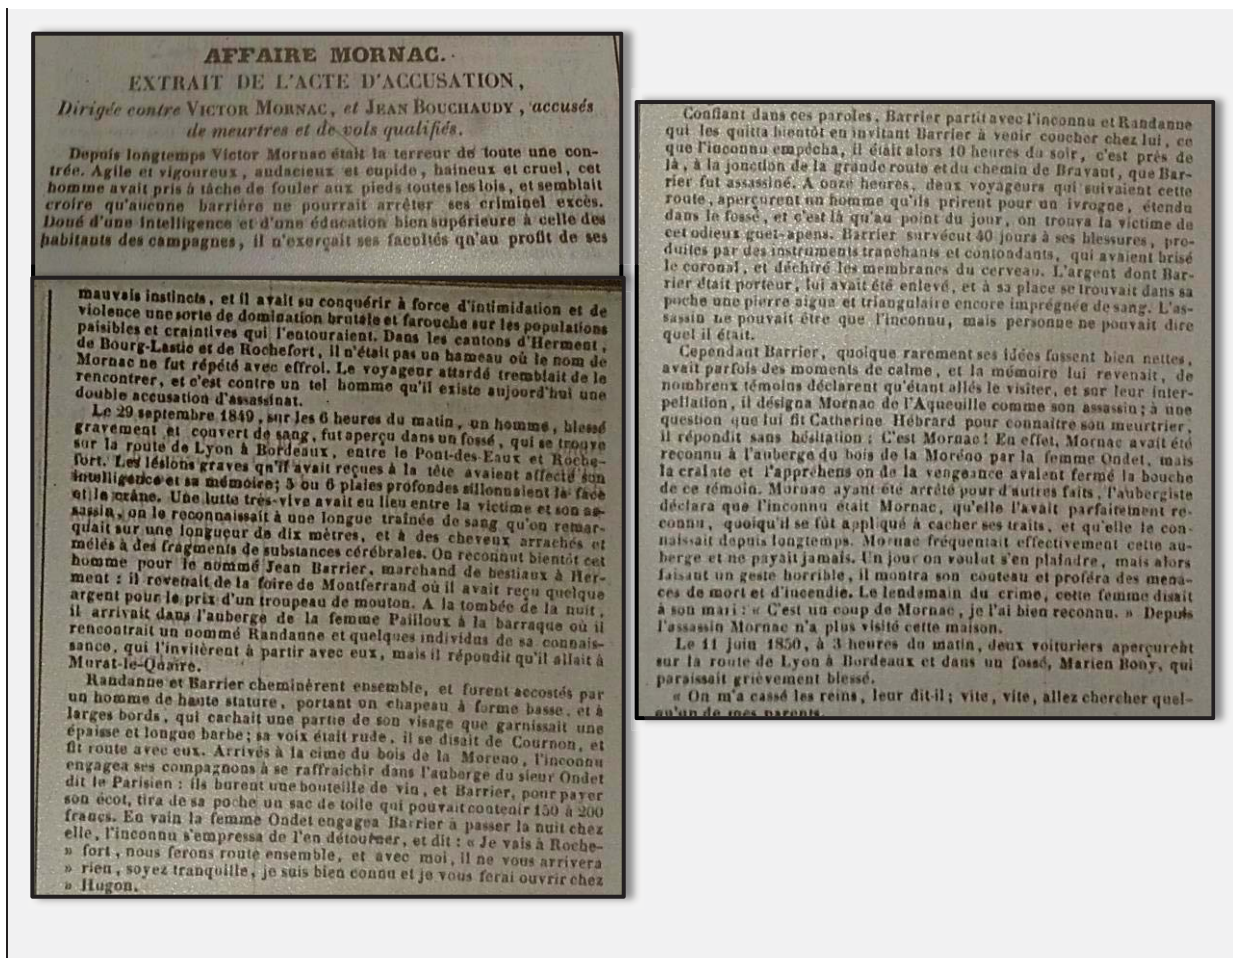 AFFAIRE MORNAC.
EXTRAIT DE L'ACTE D'ACCUSATION,
Dirigée contre VICTOR MORNAC, et JEAN BOUCHAUDY, accusés
de meurtres et de vols qualifiés.
Depuis longtemps Victor Mornac était la terreur de toute une con-
trée. Agile et vigoureux, audacieux et cupide, haineux et cruel, cet
homme avait pris à tâche de fouler aux pieds toutes les lois, et semblait
croire qu'aucune barrière ne pourrait arrêter ses criminel excès.
Doué d'une intelligence et d'une éducation bien supérieure à celle des
habitants des campagnes, il n'exerçait ses facultés qu'au profit de ses
mauvais instincts, et il avait su conquérir à force d'intimidation et de
violence une sorte de domination brutale et farouche sur les populations
paisibles et craintives qui l'entouraient. Dans les cantons d'Herment,
de Bourg-Lastic et de Rochefort, il n'était pas un hameau où le nom de
Mornac ne fut répété avec effroi. Le voyageur attardé tremblait de le
rencontrer, et c'est contre un tel homme qu'il existe aujourd'hui une
double accusation d'assassinat.
Le 29 septembre 1849, sur les 6 heures du matin, un homme, blessé
gravement et couvert de sang, fut aperçu dans un fossé, qui se trouve
sur la route de Lyon à Bordeaux, entre le Pont-des-Eaux et Roche-
fort. Les lésions graves qu'il avait reçues à la tête avaient affecté son
intelligence et sa mémoire; 5 ou 6 plaies profondes sillonnaient la face
et le crâne. Une lutte très-vive avait eu lieu entre la victime et son as-
sassin, on le reconnaissait à une longue traînée de sang qu'on remar-
quait sur une longueur de dix mètres, et à des cheveux arrachés et
mélés à des fragments de substances cérébrales. On reconnut bientôt cet
homme pour le nommé Jean Barrier, marchand de bestiaux à Her-
ment : il revenait de la foire de Montferrand où il avait reçu quelque
argent pour le prix d'un troupeau de mouton. A la tombée de la nuit,
il arrivait dans l'auberge de la femme Pailloux à la barraque où il
rencontrait un nommé Randanne et quelques individus de sa connais-
sance, qui l'invitèrent à partir avec eux, mais il répondit qu'il allait à
Murat-le-Quaire.
Randanne et Barrier cheminèrent ensemble, et furent accostés par
un homme de haute stature, portant un chapeau à forme basse, et à
larges bords, qui cachait une partie de son visage que garnissait une
épaisse et longue barbe; sa voix était rude, il se disait de Cournon, et
fit route avec eux. Arrivés à la cime du bois de la Moreno, l'inconnu
engagea ses compagnons à se raffraichir dans l'auberge du sieur Ondet
dit le Parisien : ils burent une bouteille de vin, et Barrier, pour payer
son écot, tira de sa poche un sac de toile qui pouvait contenir 150 à 200
francs. En vain la femme Ondet engagea Barrier à passer la nuit chez
elle, l'inconnu s'empressa de l'en détourner, et dit : « Je vais à Roche-
» fort, nous ferons route ensemble, et avec moi, il ne vous arrivera
» rien, soyez tranquille, je suis bien connu et je vous ferai ouvrir chez
» Hugon.
Confiant dans ces paroles, Barrier partit avec l'inconnu et Randanne
qui les quitta bientôt en invitant Barrier à venir coucher chez lui, ce
que l'inconnu empêcha, il était alors 10 heures du soir, c'est près de
là, à la jonction de la grande route et du chemin de Bravant, que Bar-
rier fut assassiné. A onze heures, deux voyageurs qui suivaient cette
route, aperçurent un homme qu'ils prirent pour un ivrogne, étendu
dans le fossé, et c'est là qu'au point du jour, on trouva la victime de
cet odieux guet-apens. Barrier survécut 40 jours à ses blessures, pro-
duites par des instruments tranchants et contondants, qui avaient brisé
le coronal, et déchiré les membranes du cerveau. L'argent dont Bar-
rier était porteur, lui avait été enlevé, et à sa place se trouvait dans sa
poche une pierre aigue et triangulaire encore imprégnée de sang. L'as-
sassin ne pouvait être que l'inconnu, mais personne ne pouvait dire
quel il était.
Cependant Barrier, quoique rarement ses idées fussent bien nettes,
avait parfois des moments de calme, et la mémoire lui revenait, de
nombreux témoins déclarent qu'étant allés le visiter, et sur leur inter-
pellation, il désigna Mornac de l'Aqueuille comme son assassin; à une
question que lui fit Catherine Hébrard pour connaître son meurtrier,
il répondit sans hésitation : C'est Mornac! En effet, Mornac avait été
reconnu à l'auberge du bois de la Moréno par la femme Ondet, mais
la crainte et l'appréhens on de la vengeance avaient fermé la bouche
de ce témoin. Mornac ayant été arrêté pour d'autres faits, l'aubergiste
déclara que l'inconnu était Mornac, qu'elle l'avait parfaitement re-
connu, quoiqu'il se fût appliqué à cacher ses traits, et qu'elle le con-
naissait depuis longtemps. Mornac fréquentait effectivement cette au-
berge et ne payait jamais. Un jour on voulut s'en plaindre, mais alors
faisant un geste horrible, il montra son couteau et proféra des mena-
ces de mort et d'incendie. Le lendemain du crime, cette femme disait
à son mari : « C'est un coup de Mornac, je l'ai bien reconnu. » Depuis
l'assassin Mornac n'a plus visité cette maison.
Le 11 juin 1850, à 3 heures du matin, deux voituriers aperçurent
sur la route de Lyon à Bordeaux et dans un fossé, Marien Bony, qui
paraissait grièvement blessé.
« On m'a cassé les reins, leur dit-il; vite, vite, allez chercher quel-
qu'un de mes parents.